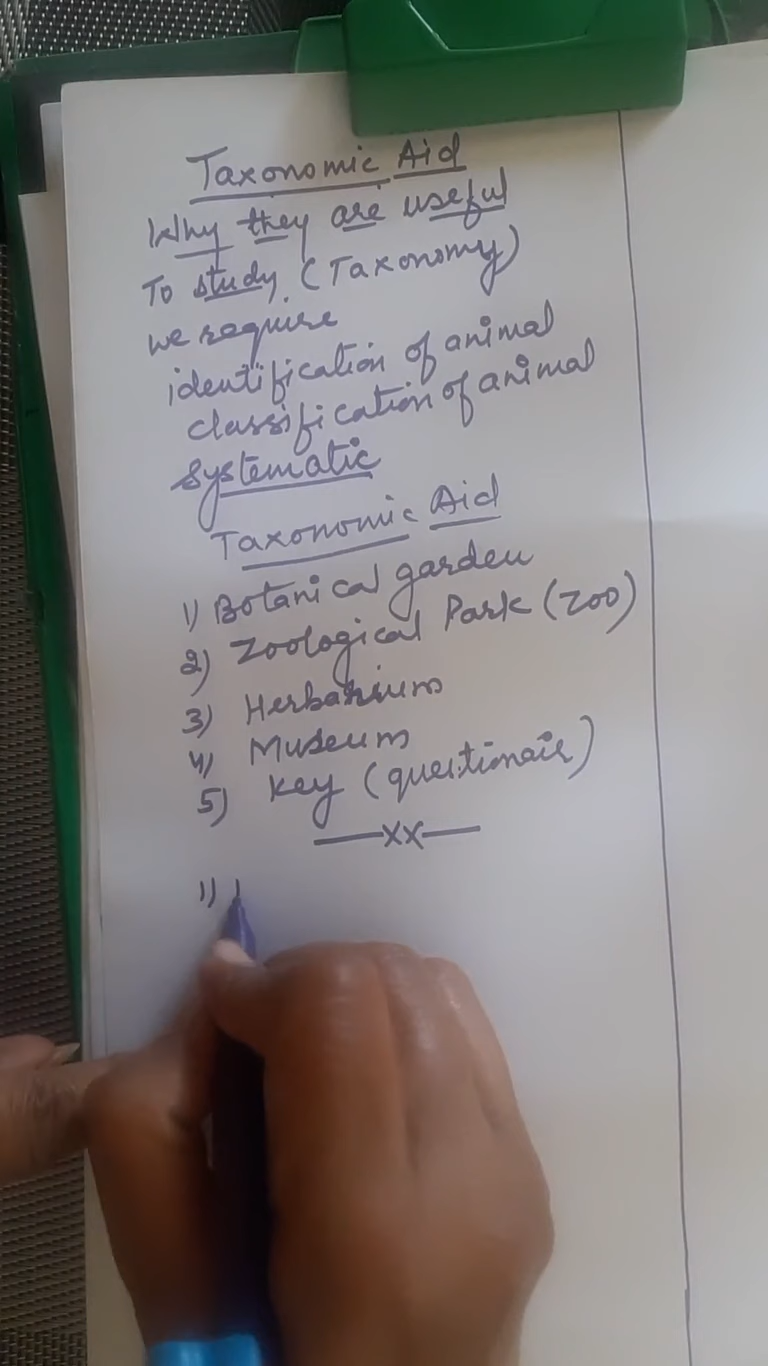 Taxonomic Aid
Why they are useful
To study (Taxonomy)
we require
identification of animal
classification of animal
Systematic
Taxonomic Aid
1) Botanical garden
2) Zoological Park (Zoo)
3) Herbarium
4) Museum
5) Key (questionair)
—xx—
1)